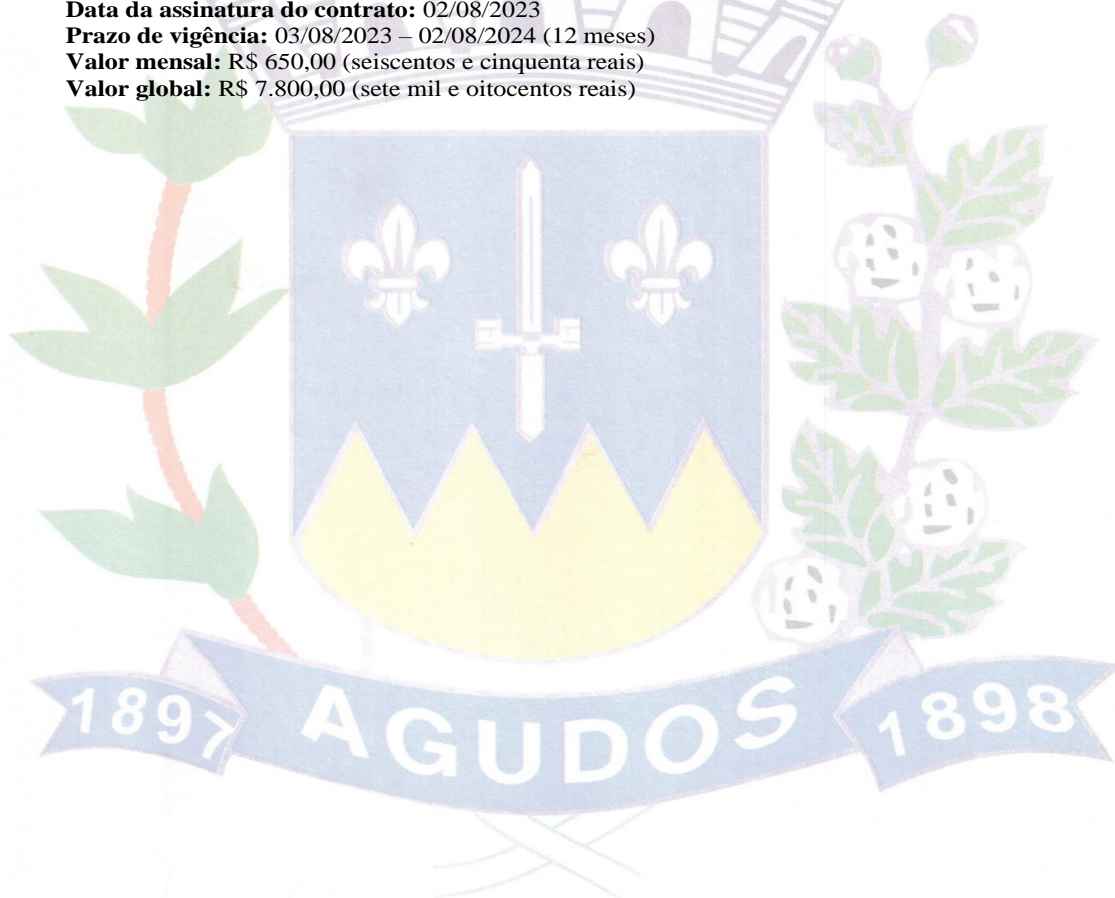 Data da assinatura do contrato: 02/08/2023
Prazo de vigência: 03/08/2023 – 02/08/2024 (12 meses)
Valor mensal: R$ 650,00 (seiscentos e cinquenta reais)
Valor global: R$ 7.800,00 (sete mil e oitocentos reais)
1897 AGUDOS 1898